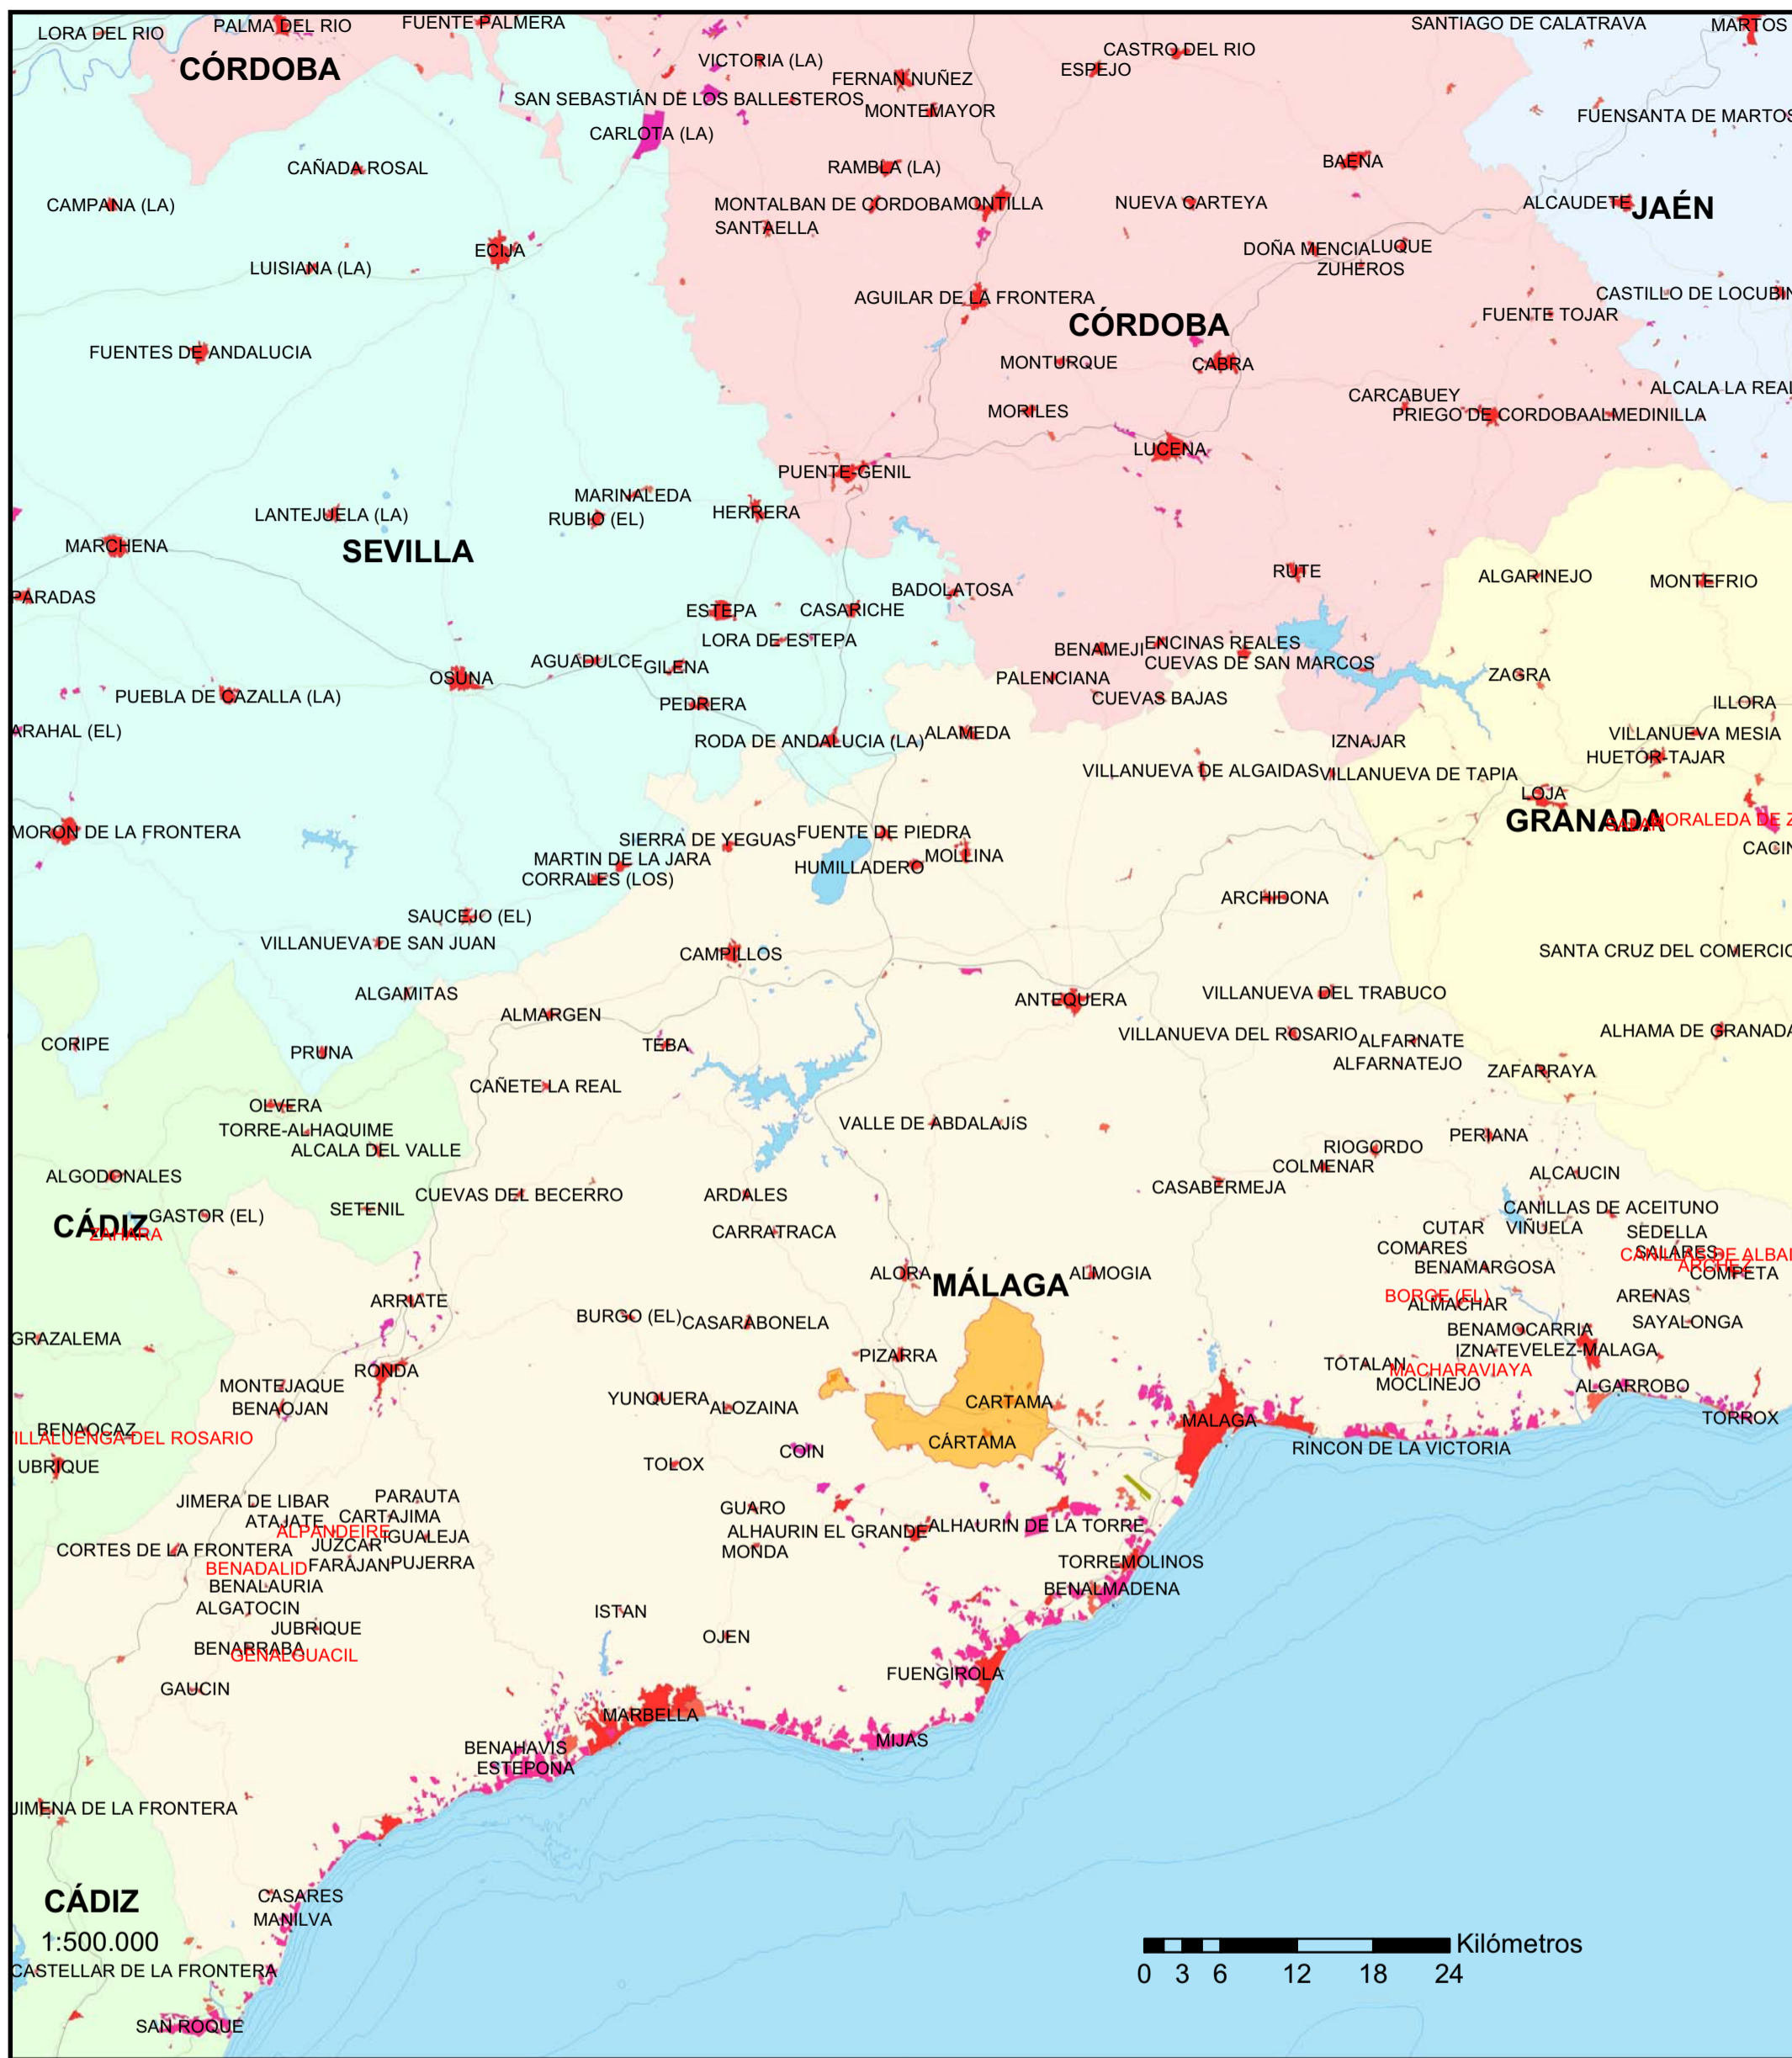 LORA DEL RIO
PALMA DEL RIO
FUENTE PALMERA
SANTIAGO DE CALATRAVA
MARTOS
CÓRDOBA
VICTORIA (LA)
CASTRO DEL RIO
ESPEJO
FERNAN NUÑEZ
SAN SEBASTIÁN DE LOS BALLESTEROS
MONTEMAYOR
FUENSANTA DE MARTOS
CARLOTA (LA)
CAÑADA ROSAL
RAMBLA (LA)
BAENA
CAMPANA (LA)
MONTALBAN DE CORDOBA
MONTILLA
NUEVA CARTEYA
ALCAUDETE
JAÉN
SANTAELLA
ECIJA
DOÑA MENCIA
LUQUE
LUISIANA (LA)
ZUHEROS
AGUILAR DE LA FRONTERA
CASTILLO DE LOCUBIN
FUENTE TOJAR
CÓRDOBA
FUENTES DE ANDALUCIA
MONTURQUE
CABRA
ALCALA LA REAL
CARCABUEY
MORILES
PRIEGO DE CORDOBA
ALMEDINILLA
LUCENA
PUENTE-GENIL
MARINALEDA
LANTEJUELA (LA)
RUBIO (EL)
HERRERA
MARCHENA
SEVILLA
RUTE
ALGARINEJO
MONTEFRIO
PARADAS
BADOLATOSA
ESTEPA
CASARICHE
LORA DE ESTEPA
BENAMEJI
ENCINAS REALES
AGUADULCE
GILENA
CUEVAS DE SAN MARCOS
OSUNA
PALENCIANA
ZAGRA
PUEBLA DE CAZALLA (LA)
PEDRERA
CUEVAS BAJAS
ILLORA
ARAHAL (EL)
RODA DE ANDALUCIA (LA)
ALAMEDA
IZNAJAR
VILLANUEVA MESIA
HUETOR-TAJAR
VILLANUEVA DE ALGAIDAS
VILLANUEVA DE TAPIA
LOJA
GRANADA
SALAR
MORALEDA DE Z
MORON DE LA FRONTERA
SIERRA DE YEGUAS
FUENTE DE PIEDRA
CACIN
MARTIN DE LA JARA
HUMILLADERO
MOLLINA
CORRALES (LOS)
ARCHIDONA
SAUCEJO (EL)
VILLANUEVA DE SAN JUAN
CAMPILLOS
SANTA CRUZ DEL COMERCIO
ALGAMITAS
ANTEQUERA
VILLANUEVA DEL TRABUCO
ALMARGEN
CORIPE
TEBA
VILLANUEVA DEL ROSARIO
ALFARNATE
ALHAMA DE GRANADA
PRUNA
ALFARNATEJO
ZAFARRAYA
CAÑETE LA REAL
OLVERA
TORRE-ALHAQUIME
VALLE DE ABDALAJíS
ALCALA DEL VALLE
RIOGORDO
PERIANA
ALGODONALES
COLMENAR
ALCAUCIN
CUEVAS DEL BECERRO
ARDALES
CASABERMEJA
SETENIL
GASTOR (EL)
CÁDIZ
ZAHARA
CARRATRACA
CANILLAS DE ACEITUNO
CUTAR
VIÑUELA
SEDELLA
COMARES
SALARES
CANILLAS DE ALBAI
BENAMARGOSA
ARCHEZ
COMPETA
ALORA
MÁLAGA
ALMOGIA
ARRIATE
BORGE (EL)
ALMACHAR
ARENAS
BURGO (EL)
CASARABONELA
SAYALONGA
GRAZALEMA
BENAMOCARRIA
IZNATE
VELEZ-MALAGA
PIZARRA
RONDA
TOTALAN
MACHARAVIAYA
MONTEJAQUE
MOCLINEJO
ALGARROBO
BENAOJAN
YUNQUERA
ALOZAINA
CARTAMA
MALAGA
TORROX
BENAOCAZ
ILLALUENGA DEL ROSARIO
CÁRTAMA
RINCON DE LA VICTORIA
UBRIQUE
COIN
TOLOX
JIMERA DE LIBAR
PARAUTA
GUARO
ATAJATE
CARTAJIMA
ALPANDEIRE
IGUALEJA
ALHAURIN EL GRANDE
ALHAURIN DE LA TORRE
CORTES DE LA FRONTERA
JUZCAR
MONDA
BENADALID
FARAJAN
PUJERRA
TORREMOLINOS
BENALAURIA
BENALMADENA
ALGATOCIN
ISTAN
JUBRIQUE
OJEN
BENARRABA
GENALGUACIL
FUENGIROLA
GAUCIN
MARBELLA
MIJAS
BENAHAVIS
ESTEPONA
JIMENA DE LA FRONTERA
CASARES
CÁDIZ
MANILVA
1:500.000
Kilómetros
CASTELLAR DE LA FRONTERA
0 3 6 12 18 24
SAN ROQUE